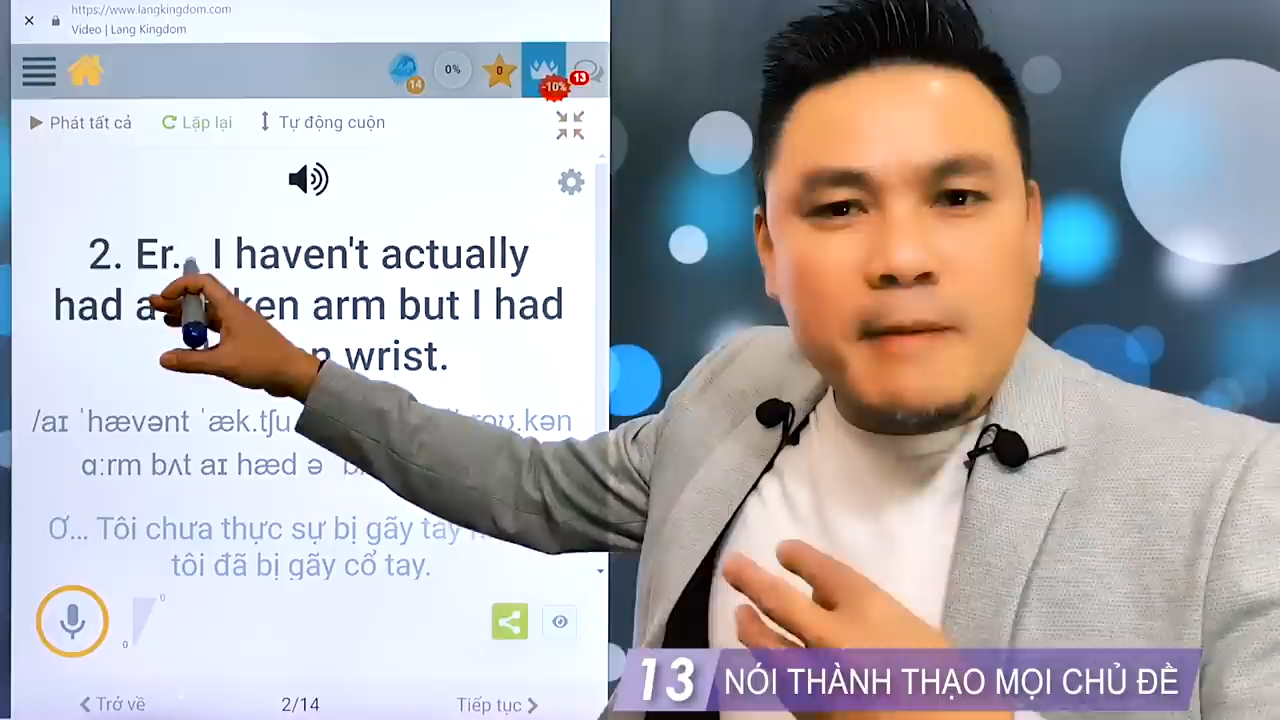 https://www.langkingdom.com
Video | Lang Kingdom
14
0%
0
-10%
13
Phát tất cả
Lặp lại
Tự động cuộn
2. Er.. I haven't actually
had a ken arm but I had
wrist.
/aɪ ˈhævənt ˈæk.tʃu
ɑːrm bʌt aɪ hæd ə
Ơ... Tôi chưa thực sự bị gãy tay
tôi đã bị gãy cổ tay.
0
0
Trở về
2/14
Tiếp tục
13 NÓI THÀNH THẠO MỌI CHỦ ĐỀ